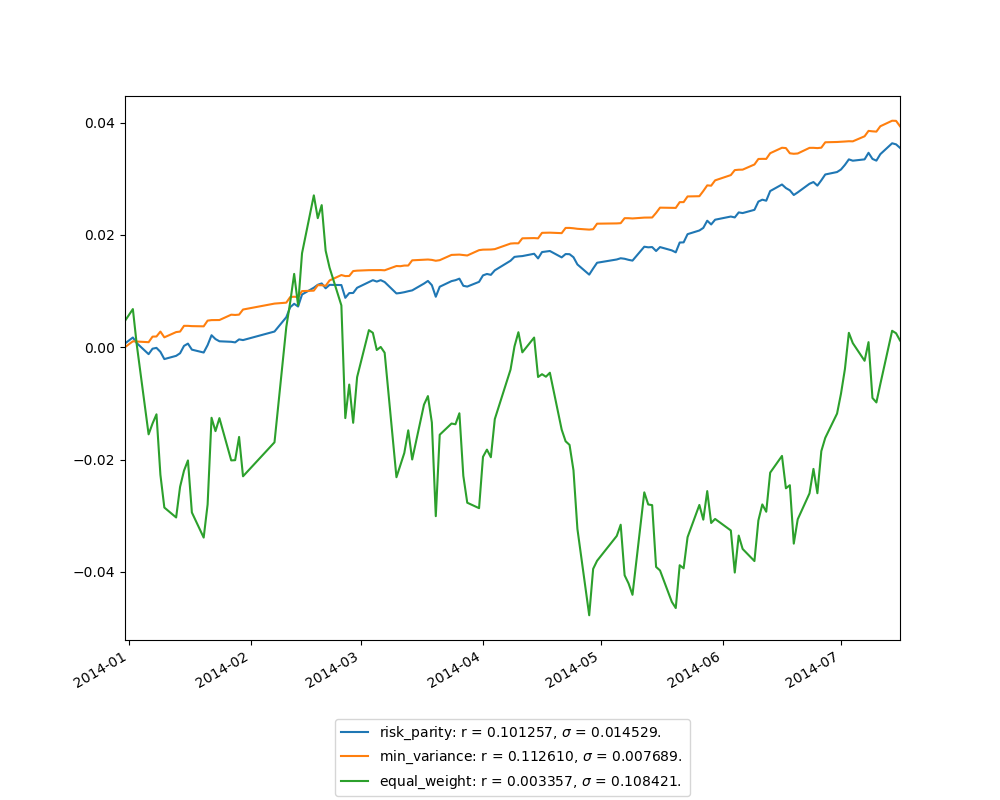 0.04
0.02
0.00
−0.02
−0.04
2014-01 2014-02 2014-03 2014-04 2014-05 2014-06 2014-07
risk_parity: r = 0.101257, σ = 0.014529.
min_variance: r = 0.112610, σ = 0.007689.
equal_weight: r = 0.003357, σ = 0.108421.